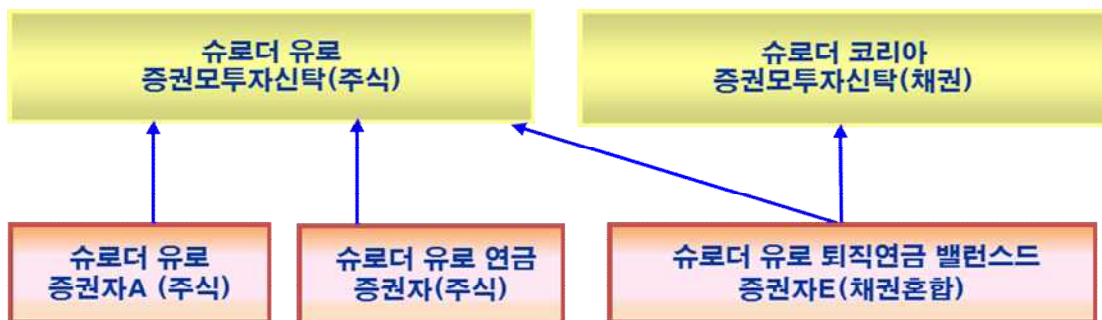 슈로더 유로
증권모투자신탁(주식)
슈로더 코리아
증권모투자신탁(채권)
슈로더 유로
증권자A (주식)
슈로더 유로 연금
증권자(주식)
슈로더 유로 퇴직연금 밸런스드
증권자E(채권혼합)